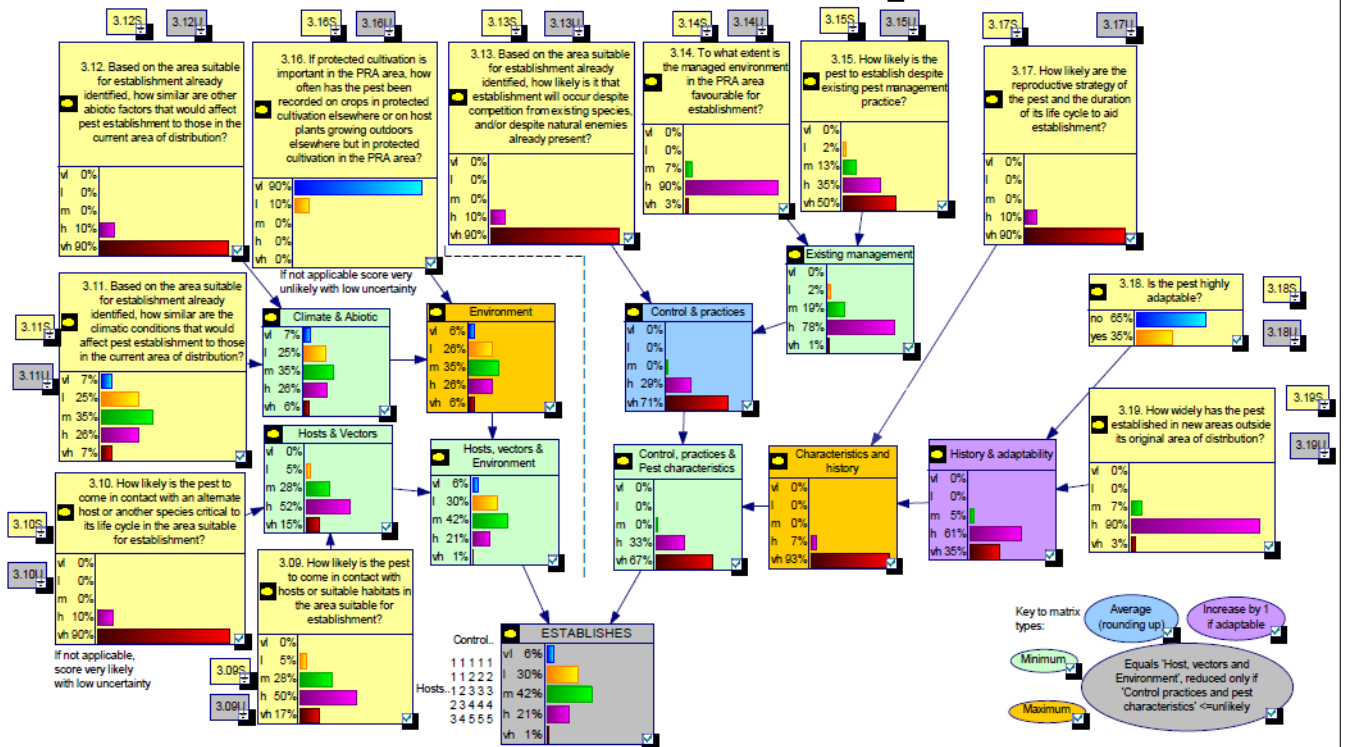 3.12S
3.12U
3.16S
3.16U
3.13S
3.13U
3.14S
3.14U
3.15S
3.15U
3.17S
3.17U
3.12. Based on the area suitable
for establishment already
identified, how similar are other
abiotic factors that would affect
pest establishment to those in the
current area of distribution?
vl 0%
l 0%
m 0%
h 10%
vh 90%
3.16. If protected cultivation is
important in the PRA area, how
often has the pest been
recorded on crops in protected
cultivation elsewhere or on host
plants growing outdoors
elsewhere but in protected
cultivation in the PRA area?
vl 90%
l 10%
m 0%
h 0%
vh 0%
If not applicable score very
unlikely with low uncertainty
3.13. Based on the area suitable for
establishment already identified,
how likely is it that
establishment will occur despite
competition from existing species,
and/or despite natural enemies
already present?
vl 0%
l 0%
m 0%
h 10%
vh 90%
3.14. To what extent is
the managed environment
in the PRA area
favourable for
establishment?
vl 0%
l 0%
m 7%
h 90%
vh 3%
3.15. How likely is the
pest to establish despite
existing pest management
practice?
vl 0%
l 2%
m 13%
h 35%
vh 50%
3.17. How likely are the
reproductive strategy of
the pest and the duration
of its life cycle to aid
establishment?
vl 0%
l 0%
m 0%
h 10%
vh 90%
Existing management
vl 0%
l 2%
m 19%
h 78%
vh 1%
3.11S
3.11U
3.11. Based on the area suitable
for establishment already
identified, how similar are the
climatic conditions that would
affect pest establishment to those
in the current area of distribution?
vl 7%
l 25%
m 35%
h 26%
vh 7%
Climate & Abiotic
vl 7%
l 25%
m 35%
h 26%
vh 6%
Environment
vl 6%
l 26%
m 35%
h 26%
vh 6%
Control & practices
vl 0%
l 0%
m 0%
h 29%
vh 71%
3.18. Is the pest highly
adaptable?
no 65%
yes 35%
3.18S
3.18U
3.19. How widely has the pest
established in new areas outside
its original area of distribution?
vl 0%
l 0%
m 7%
h 90%
vh 3%
3.19S
3.19U
Hosts & Vectors
vl 0%
l 5%
m 28%
h 52%
vh 15%
Hosts, vectors &
Environment
vl 6%
l 30%
m 42%
h 21%
vh 1%
Control, practices &
Pest characteristics
vl 0%
l 0%
m 0%
h 33%
vh 67%
Characteristics and
history
vl 0%
l 0%
m 0%
h 7%
vh 93%
History & adaptability
vl 0%
l 0%
m 5%
h 61%
vh 35%
3.10S
3.10U
3.10. How likely is the pest to
come in contact with an alternate
host or another species critical to
its life cycle in the area suitable
for establishment?
vl 0%
l 0%
m 0%
h 10%
vh 90%
If not applicable,
score very likely
with low uncertainty
3.09S
3.09U
3.09. How likely is the pest
to come in contact with
hosts or suitable habitats in
the area suitable for
establishment?
vl 0%
l 5%
m 28%
h 50%
vh 17%
Control..
Hosts..
1 1 1 1 1
1 1 2 2 2
1 2 3 3 3
2 3 4 4 4
3 4 5 5 5
ESTABLISHES
vl 6%
l 30%
m 42%
h 21%
vh 1%
Key to matrix
types:
Average
(rounding up)
Increase by 1
if adaptable
Minimum
Maximum
Equals 'Host, vectors and
Environment', reduced only if
'Control practices and pest
characteristics' <=unlikely